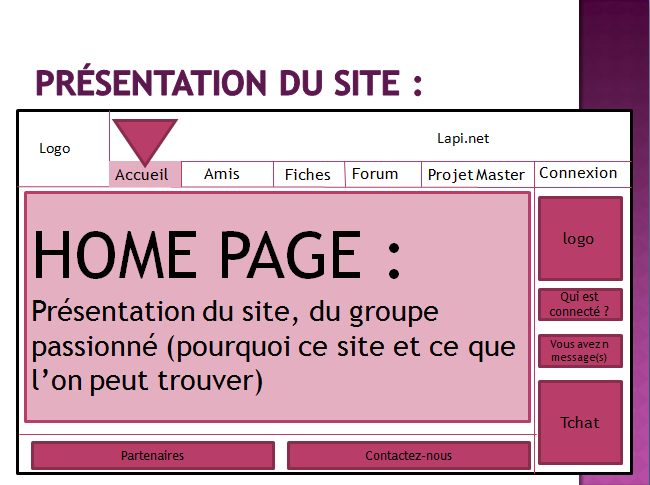 PRÉSENTATION DU SITE :
Logo
Lapi.net
Accueil
Amis
Fiches
Forum
Projet Master
Connexion
HOME PAGE :
Présentation du site, du groupe
passionné (pourquoi ce site et ce que
l’on peut trouver)
logo
Qui est
connecté ?
Vous avez n
message(s)
Tchat
Partenaires
Contactez-nous